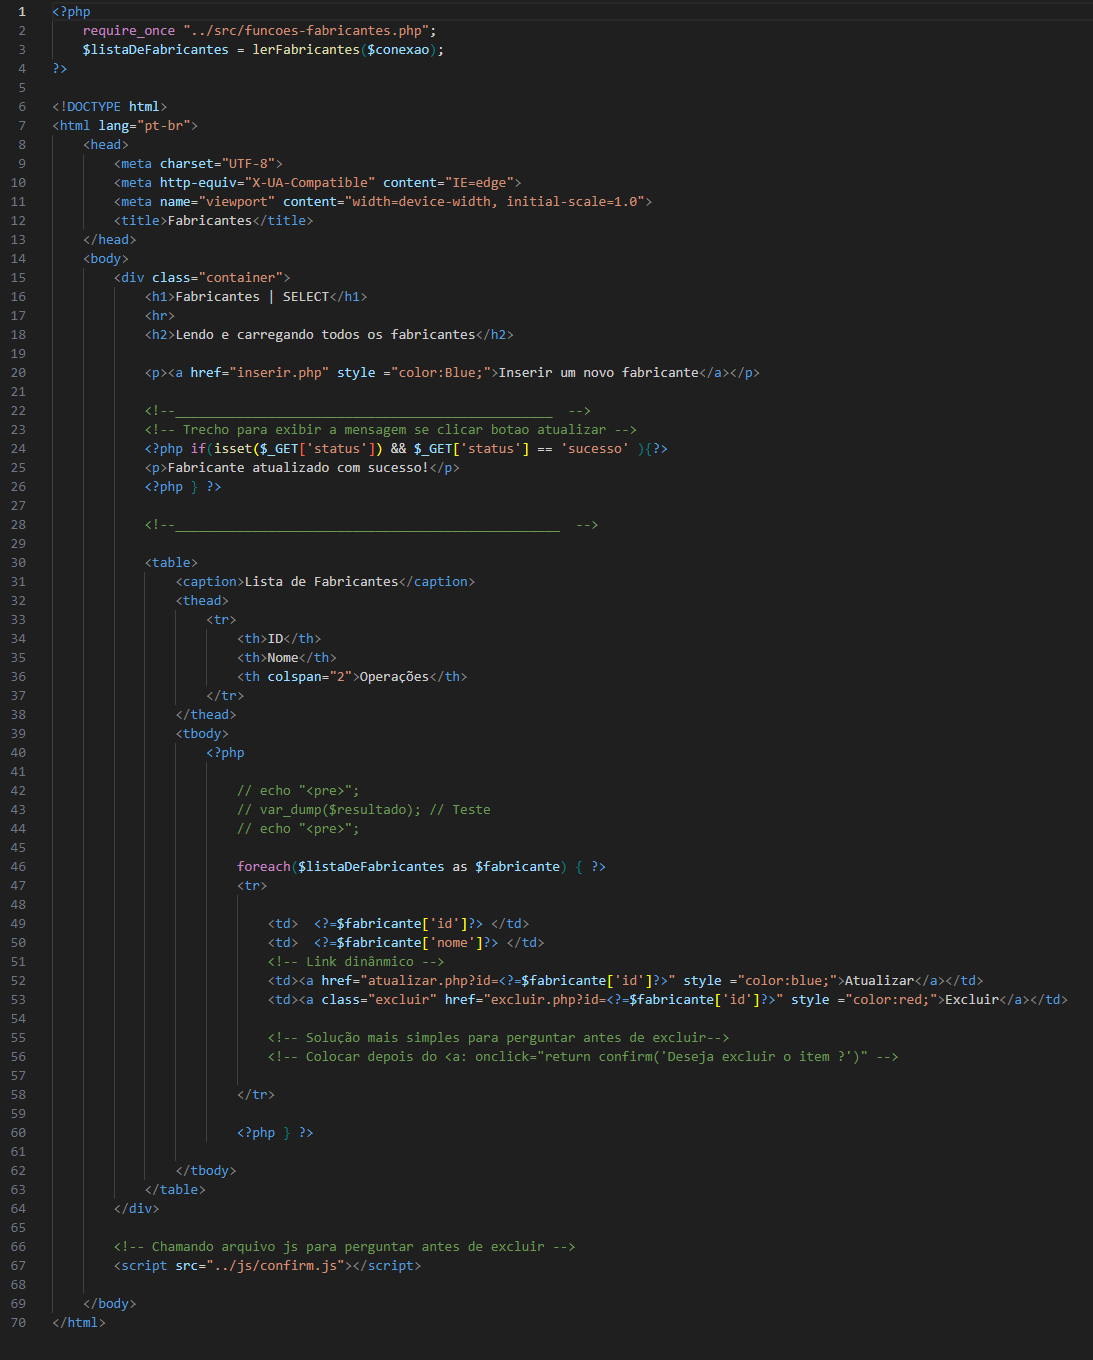 1 <?php
2 require_once "../src/funcoes-fabricantes.php";
3 $listaDeFabricantes = lerFabricantes($conexao);
4 ?>
5
6 <!DOCTYPE html>
7 <html lang="pt-br">
8 <head>
9 <meta charset="UTF-8">
10 <meta http-equiv="X-UA-Compatible" content="IE=edge">
11 <meta name="viewport" content="width=device-width, initial-scale=1.0">
12 <title>Fabricantes</title>
13 </head>
14 <body>
15 <div class="container">
16 <h1>Fabricantes | SELECT</h1>
17 <hr>
18 <h2>Lendo e carregando todos os fabricantes</h2>
19
20 <p><a href="inserir.php" style ="color:Blue;">Inserir um novo fabricante</a></p>
21
22 <!--_________________________________________________ -->
23 <!-- Trecho para exibir a mensagem se clicar botao atualizar -->
24 <?php if(isset($_GET['status']) && $_GET['status'] == 'sucesso' ){?>
25 <p>Fabricante atualizado com sucesso!</p>
26 <?php } ?>
27
28 <!--__________________________________________________ -->
29
30 <table>
31 <caption>Lista de Fabricantes</caption>
32 <thead>
33 <tr>
34 <th>ID</th>
35 <th>Nome</th>
36 <th colspan="2">Operações</th>
37 </tr>
38 </thead>
39 <tbody>
40 <?php
41
42 // echo "<pre>";
43 // var_dump($resultado); // Teste
44 // echo "<pre>";
45
46 foreach($listaDeFabricantes as $fabricante) { ?>
47 <tr>
48
49 <td> <?=$fabricante['id']?> </td>
50 <td> <?=$fabricante['nome']?> </td>
51 <!-- Link dinânmico -->
52 <td><a href="atualizar.php?id=<?=$fabricante['id']?>" style ="color:blue;">Atualizar</a></td>
53 <td><a class="excluir" href="excluir.php?id=<?=$fabricante['id']?>" style ="color:red;">Excluir</a></td>
54
55 <!-- Solução mais simples para perguntar antes de excluir-->
56 <!-- Colocar depois do <a: onclick="return confirm('Deseja excluir o item ?')" -->
57
58 </tr>
59
60 <?php } ?>
61
62 </tbody>
63 </table>
64 </div>
65
66 <!-- Chamando arquivo js para perguntar antes de excluir -->
67 <script src="../js/confirm.js"></script>
68
69 </body>
70 </html>